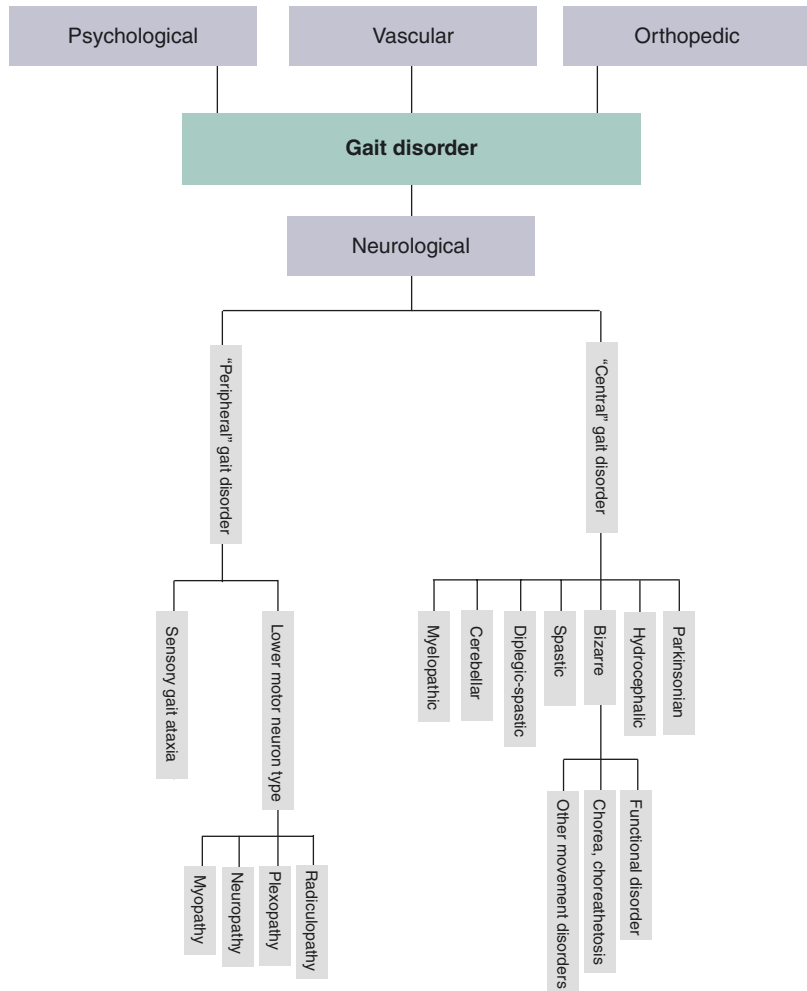 Psychological
Vascular
Orthopedic
Gait disorder
Neurological
“Peripheral” gait disorder
“Central” gait disorder
Sensory gait ataxia
Lower motor neuron type
Myelopathic
Cerebellar
Diplegic-spastic
Spastic
Bizarre
Hydrocephalic
Parkinsonian
Myopathy
Neuropathy
Plexopathy
Radiculopathy
Other movement disorders
Chorea, choreathetosis
Functional disorder